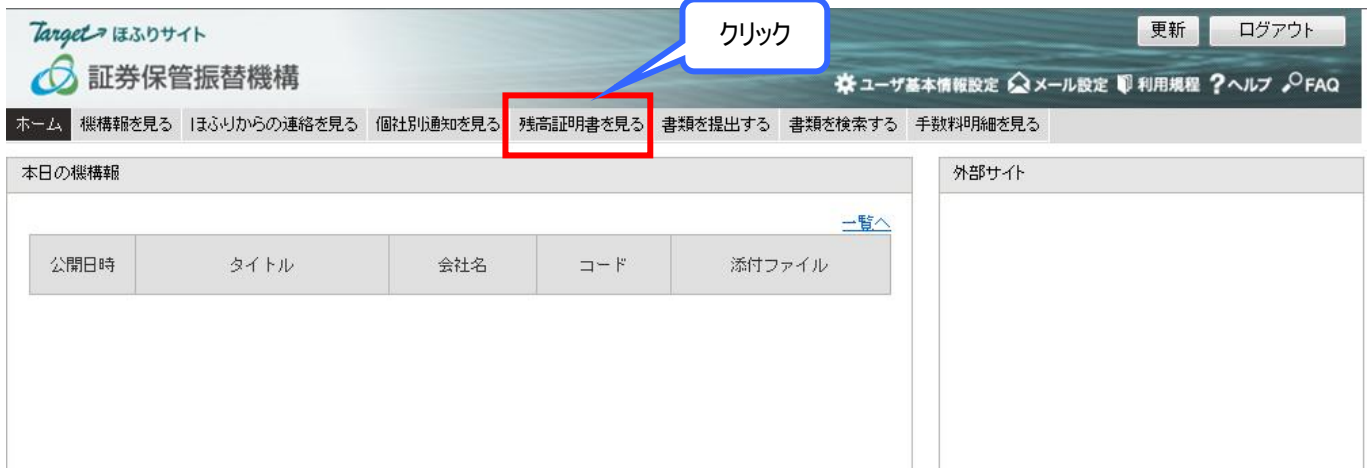 クリック
Target ほふりサイト
更新 ログアウト
証券保管振替機構
ユーザ基本情報設定 メール設定 利用規程 ?ヘルプ FAQ
ホーム 機構報を見る ほふりからの連絡を見る 個社別通知を見る 残高証明書を見る 書類を提出する 書類を検索する 手数料明細を見る
本日の機構報 外部サイト
一覧へ
公開日時 タイトル 会社名 コード 添付ファイル